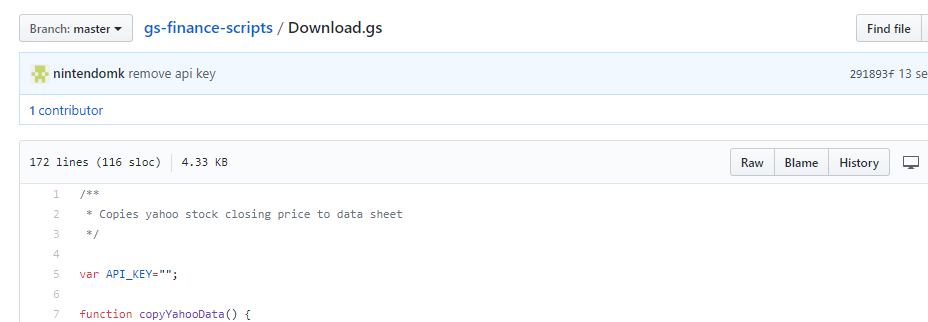 Branch: master gs-finance-scripts / Download.gs Find file
nintendomk remove api key 291893f 13 se
1 contributor
172 lines (116 sloc) 4.33 KB Raw Blame History
1 /**
2 * Copies yahoo stock closing price to data sheet
3 */
4
5 var API_KEY="";
6
7 function copyYahooData() {